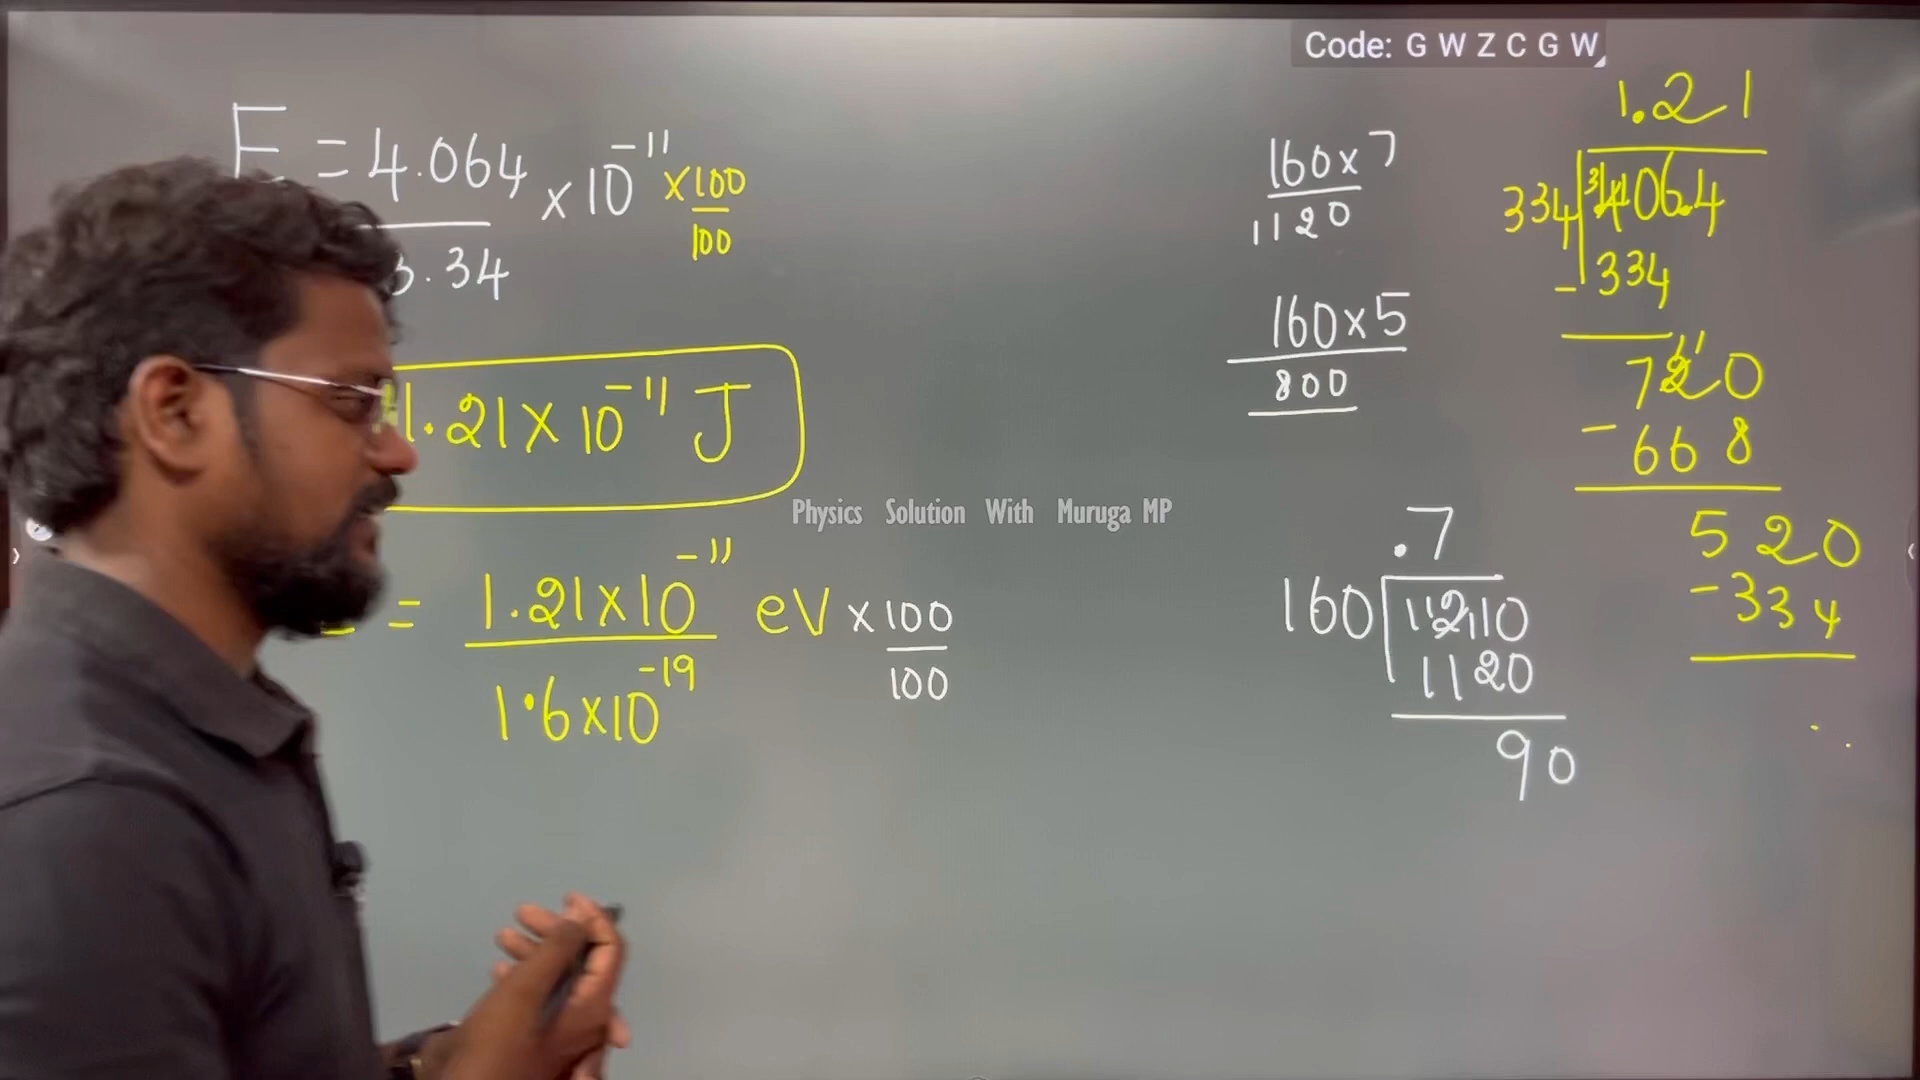 Code: G W Z C G W
E = 4.064 × 10⁻¹¹ × 100
3.34
100
1.21 × 10⁻¹¹ J
= 1.21 × 10⁻¹¹ eV × 100
1.6 × 10⁻¹⁹
100
Physics Solution With Muruga MP
160 × 7
1120
160 × 5
800
.7
160 1210
1120
90
1.21
334 406.4
- 334
720
- 668
520
- 334